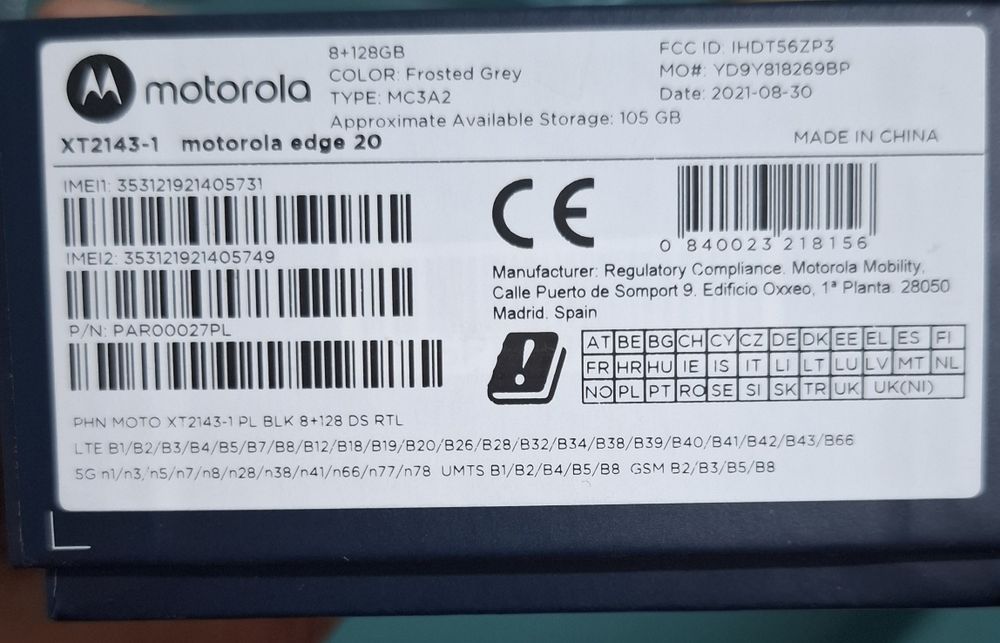 motorola
8+128GB
COLOR: Frosted Grey
TYPE: MC3A2
Approximate Available Storage: 105 GB
FCC ID: IHDT56ZP3
MO#: YD9Y818269BP
Date: 2021-08-30
XT2143-1 motorola edge 20
MADE IN CHINA
IMEI1: 353121921405731
IMEI2: 353121921405749
P/N: PAR00027PL
CE
0 840023 218156
Manufacturer: Regulatory Compliance. Motorola Mobility,
Calle Puerto de Somport 9. Edificio Oxxeo, 1ª Planta 28050
Madrid. Spain
AT BE BG CH CY CZ DE DK EE EL ES FI
FR HR HU IE IS IT LI LT LU LV MT NL
NO PL PT RO SE SI SK TR UK UK(NI)
PHN MOTO XT2143-1 PL BLK 8+128 DS RTL
LTE B1/B2/B3/B4/B5/B7/B8/B12/B18/B19/B20/B26/B28/B32/B34/B38/B39/B40/B41/B42/B43/B66
5G n1/n3/n5/n7/n8/n28/n38/n41/n66/n77/n78 UMTS B1/B2/B4/B5/B8 GSM B2/B3/B5/B8